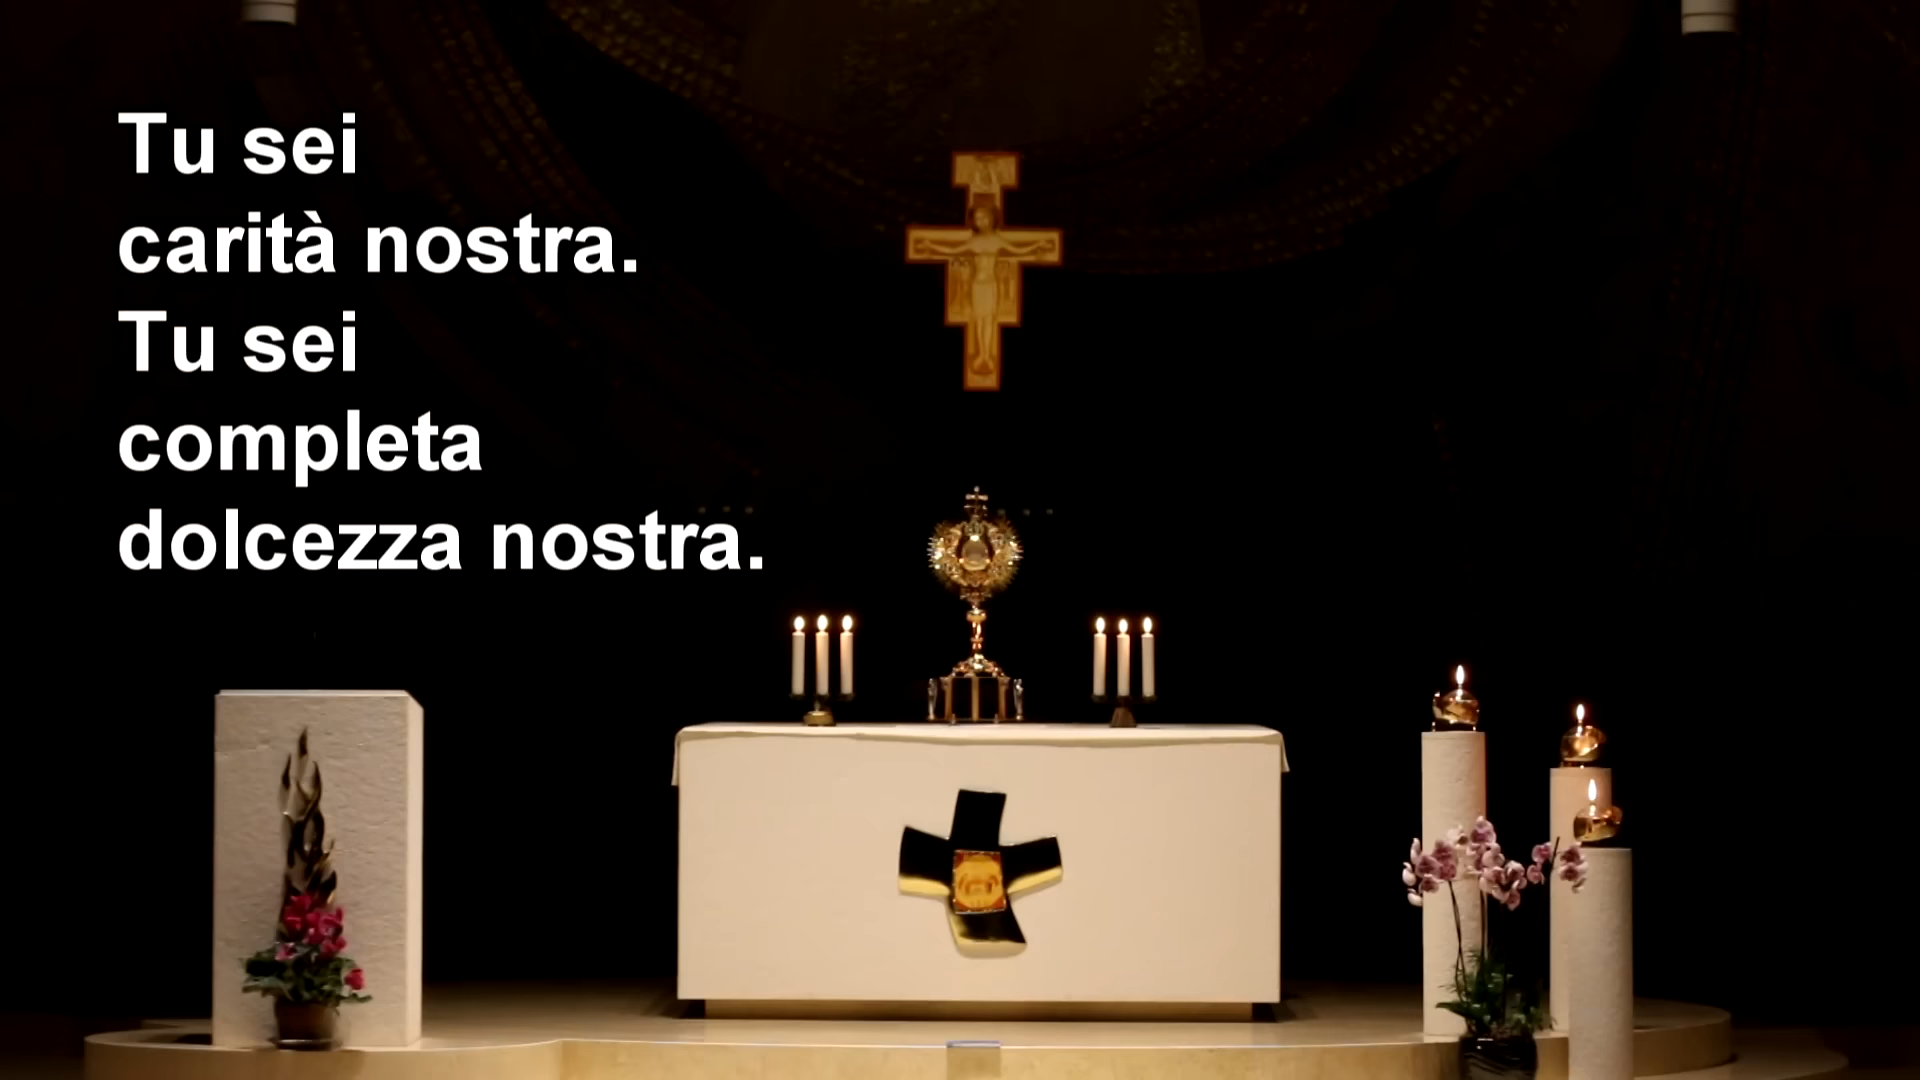 Tu sei
carità nostra.
Tu sei
completa
dolcezza nostra.